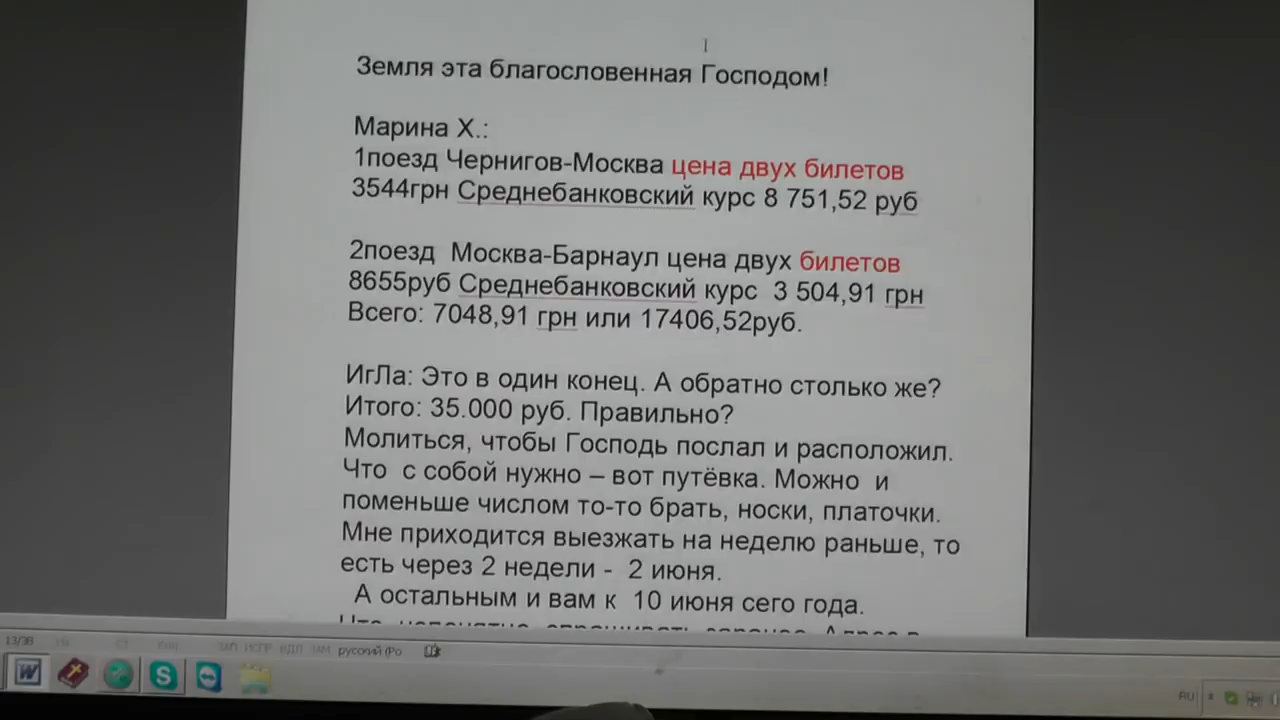 Земля эта благословенная Господом!
Марина Х.:
1поезд Чернигов-Москва цена двух билетов
3544грн Среднебанковский курс 8 751,52 руб
2поезд  Москва-Барнаул цена двух билетов
8655руб Среднебанковский курс  3 504,91 грн
Всего: 7048,91 грн или 17406,52руб.
ИгЛа: Это в один конец. А обратно столько же?
Итого: 35.000 руб. Правильно?
Молиться, чтобы Господь послал и расположил.
Что  с собой нужно – вот путёвка. Можно  и
поменьше числом то-то брать, носки, платочки.
Мне приходится выезжать на неделю раньше, то
есть через 2 недели -  2 июня.
А остальным и вам к  10 июня сего года.
13/38
русский (Ро
RU